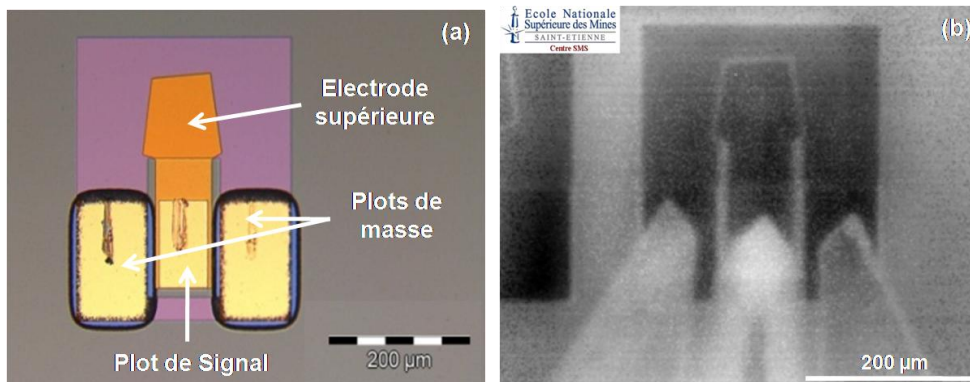 (a)
Electrode
supérieure
Plots de
masse
Plot de Signal
200 µm
Ecole Nationale
Supérieure des Mines
SAINT-ETIENNE
Centre SMS
(b)
200 µm